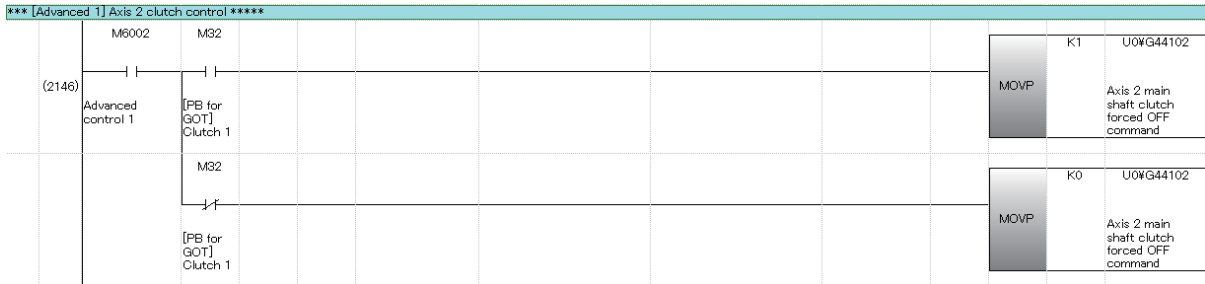 *** [Advanced 1] Axis 2 clutch control *****
M6002
M32
(2146)
Advanced
control 1
[PB for
GOT]
Clutch 1
MOVP
K1
U0¥G44102
Axis 2 main
shaft clutch
forced OFF
command
M32
[PB for
GOT]
Clutch 1
MOVP
K0
U0¥G44102
Axis 2 main
shaft clutch
forced OFF
command